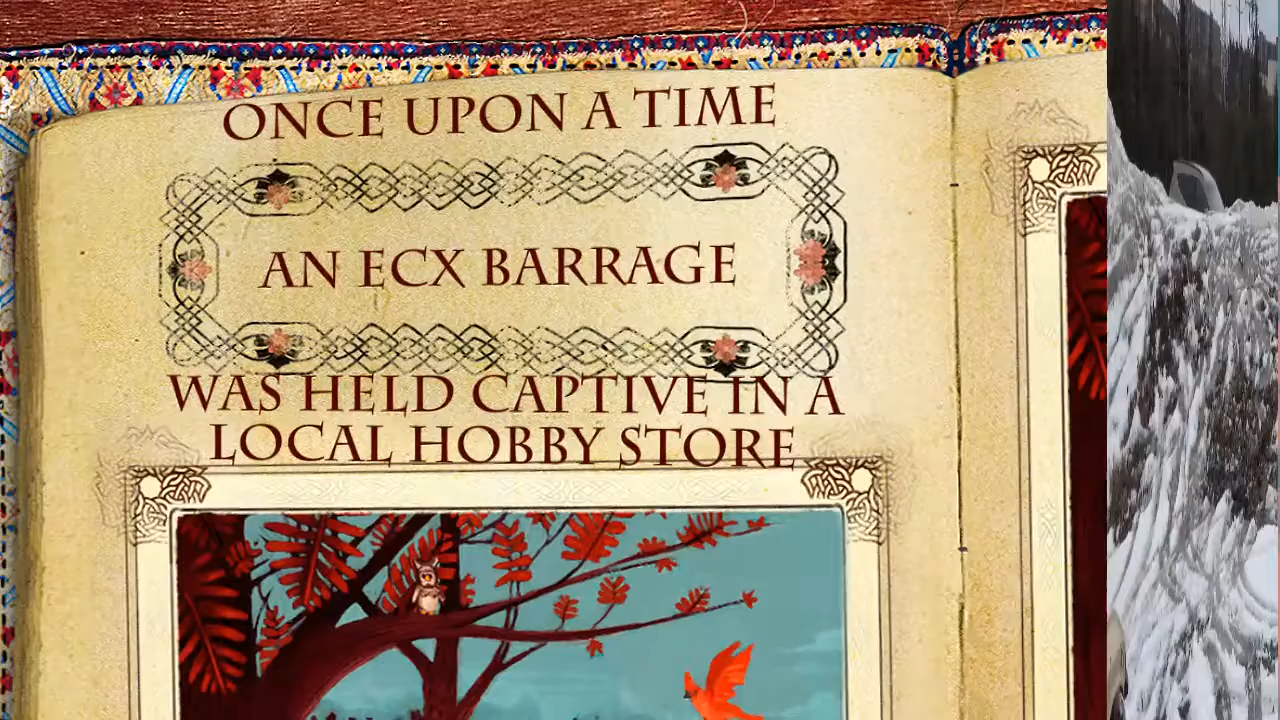 ONCE UPON A TIME
AN ECX BARRAGE
WAS HELD CAPTIVE IN A
LOCAL HOBBY STORE